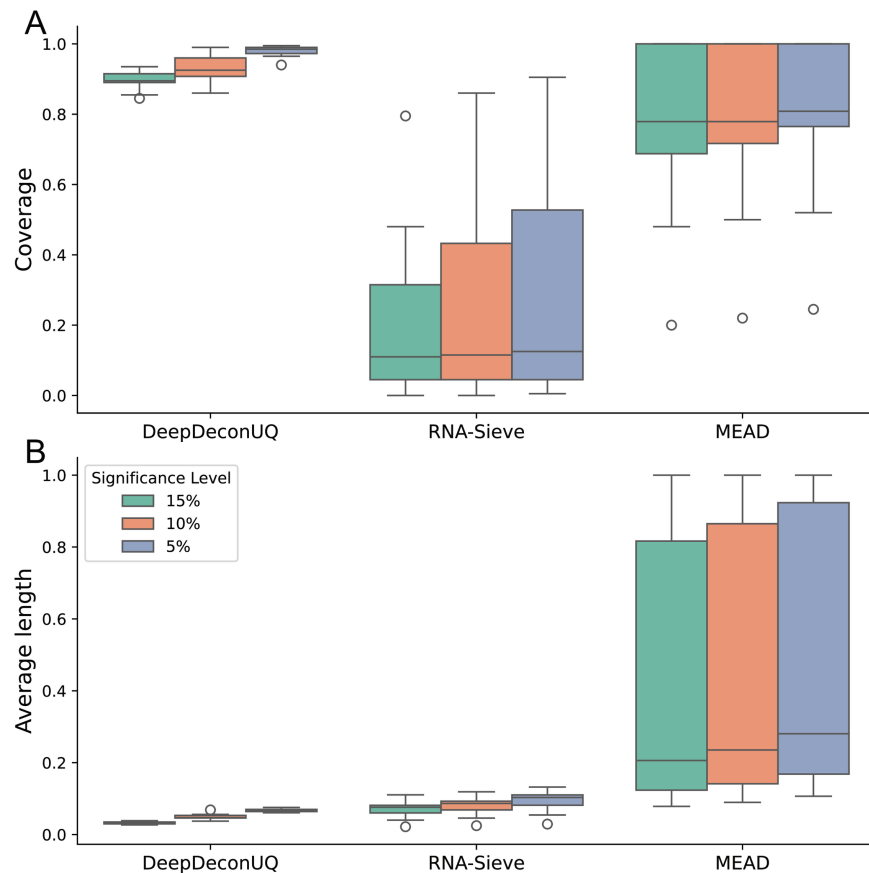 A
1.0
0.8
0.6
0.4
0.2
0.0
Coverage
DeepDeconUQ
RNA-Sieve
MEAD
B
Significance Level
15%
10%
5%
1.0
0.8
0.6
0.4
0.2
0.0
Average length
DeepDeconUQ
RNA-Sieve
MEAD